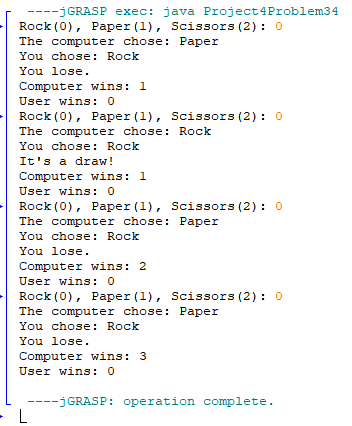 ----jGRASP exec: java Project4Problem34
Rock(0), Paper(1), Scissors(2): 0
The computer chose: Paper
You chose: Rock
You lose.
Computer wins: 1
User wins: 0
Rock(0), Paper(1), Scissors(2): 0
The computer chose: Rock
You chose: Rock
It's a draw!
Computer wins: 1
User wins: 0
Rock(0), Paper(1), Scissors(2): 0
The computer chose: Paper
You chose: Rock
You lose.
Computer wins: 2
User wins: 0
Rock(0), Paper(1), Scissors(2): 0
The computer chose: Paper
You chose: Rock
You lose.
Computer wins: 3
User wins: 0
----jGRASP: operation complete.